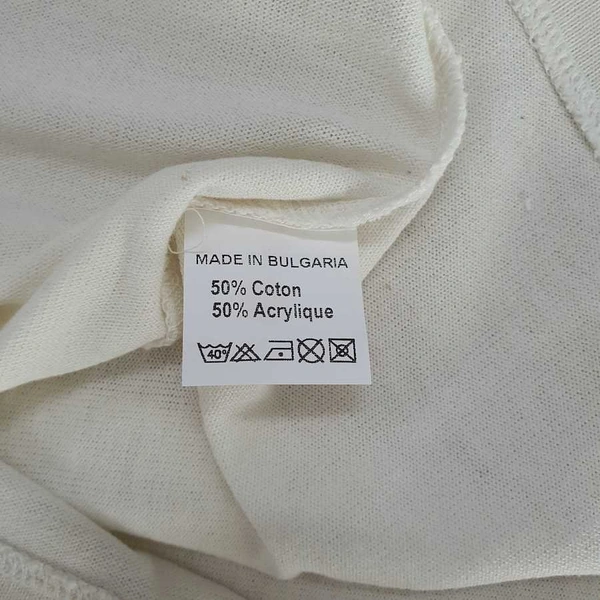 MADE IN BULGARIA
50% Coton
50% Acrylique
40°